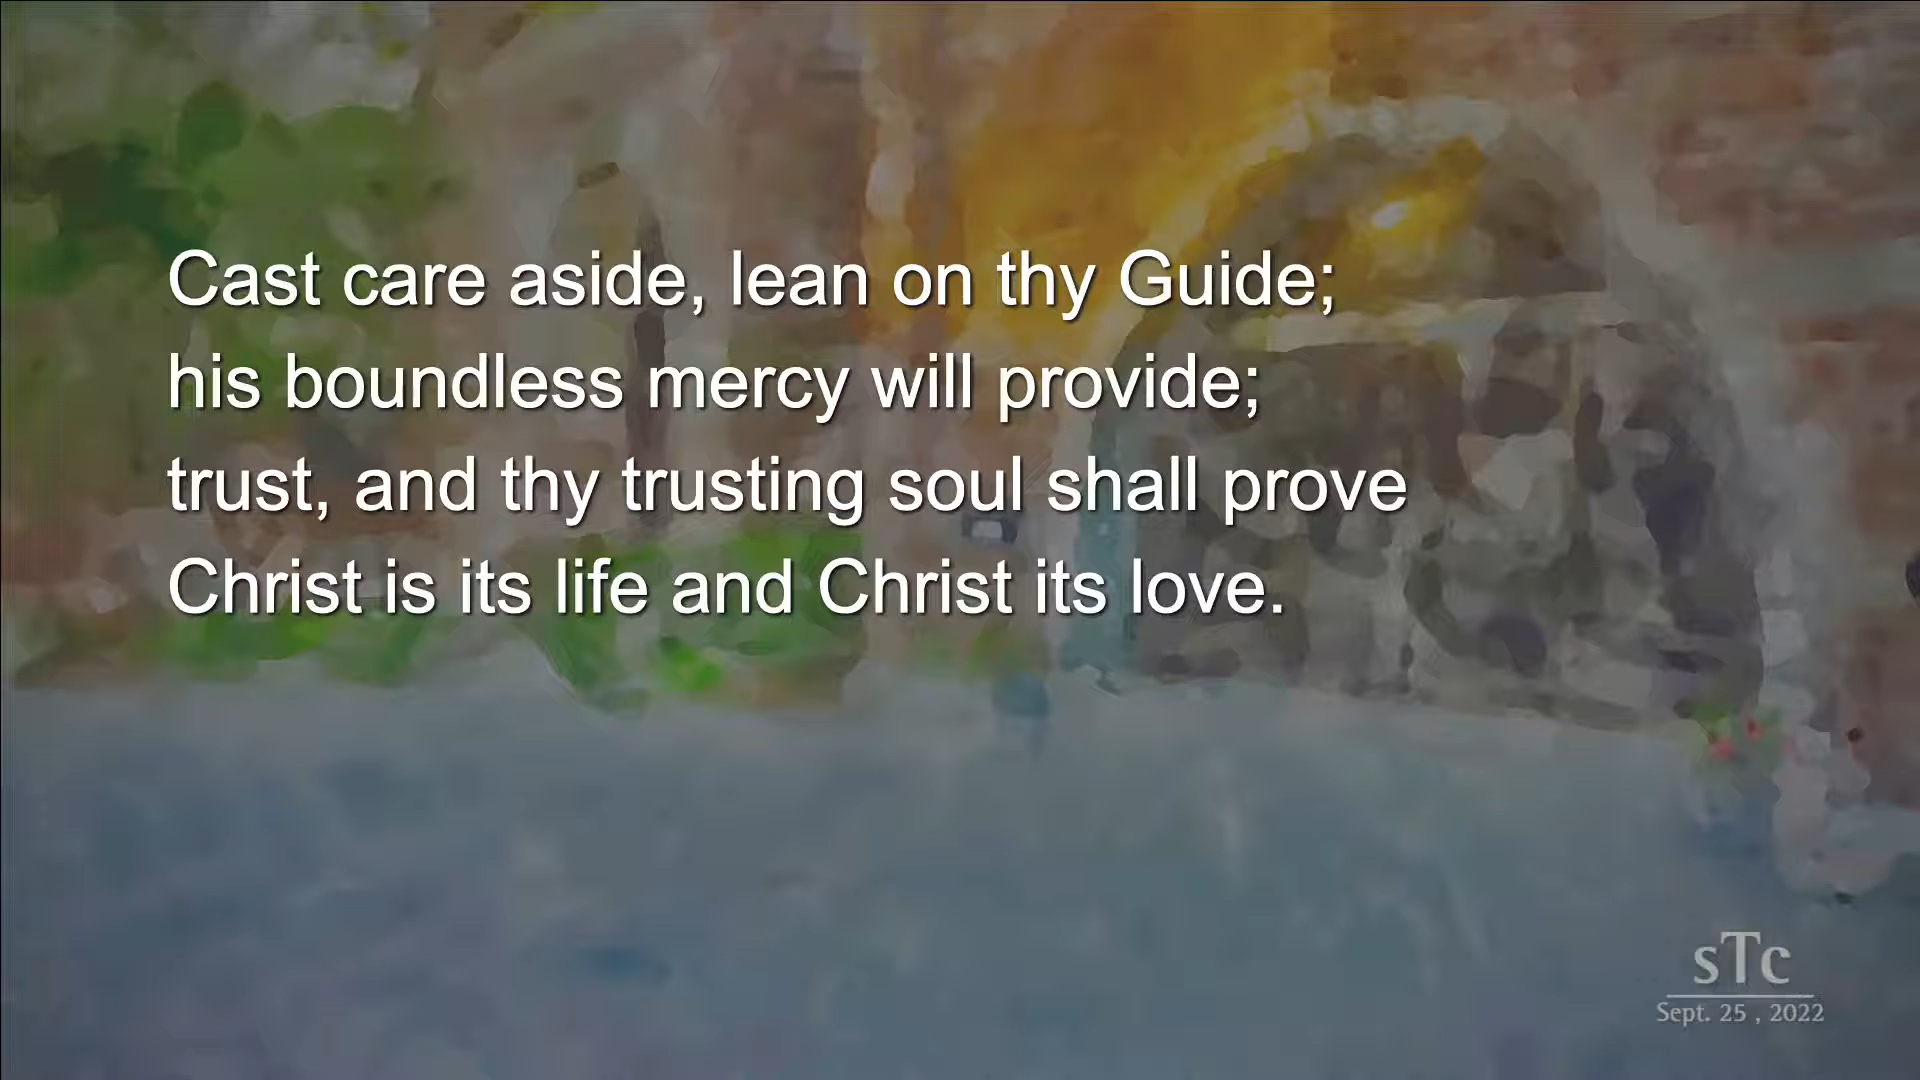 Cast care aside, lean on thy Guide;
his boundless mercy will provide;
trust, and thy trusting soul shall prove
Christ is its life and Christ its love.
sTc
Sept. 25 , 2022